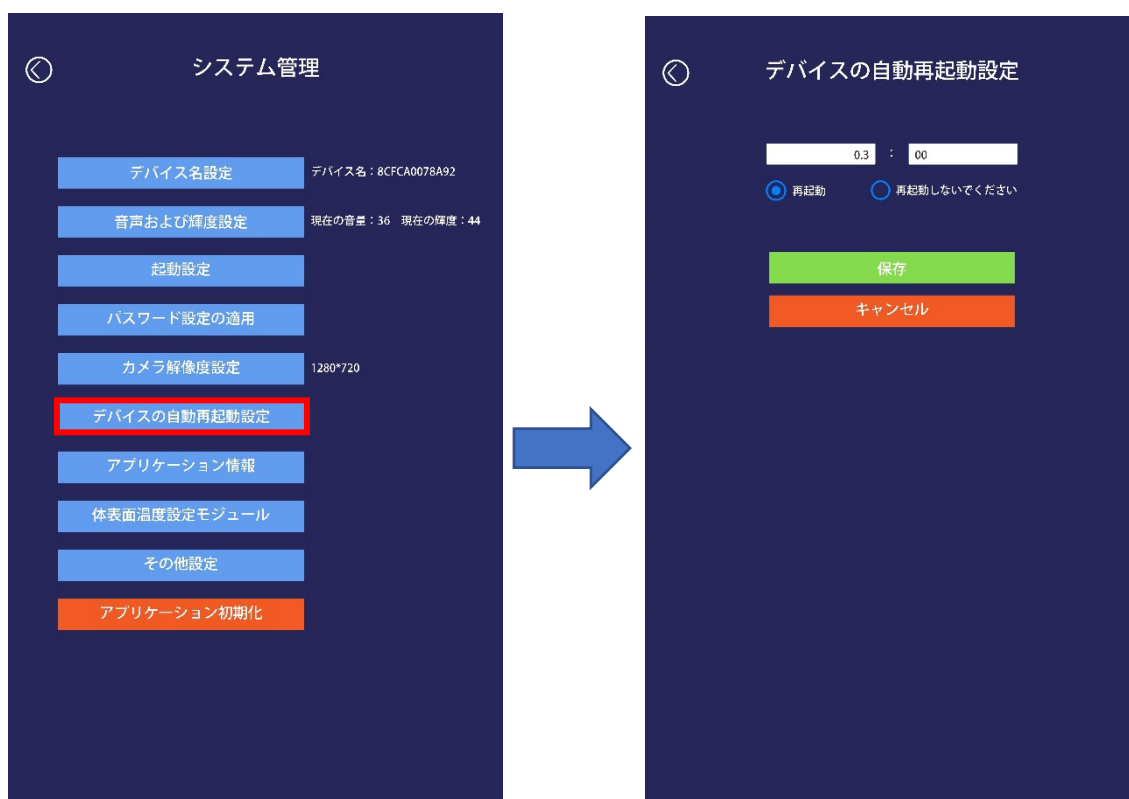 システム管理
デバイス名設定 デバイス名：8CFCA0078A92
音声および輝度設定 現在の音量：36 現在の輝度：44
起動設定
パスワード設定の適用
カメラ解像度設定 1280*720
デバイスの自動再起動設定
アプリケーション情報
体表面温度設定モジュール
その他設定
アプリケーション初期化
デバイスの自動再起動設定
0.3 : 00
再起動 再起動しないでください
保存
キャンセル